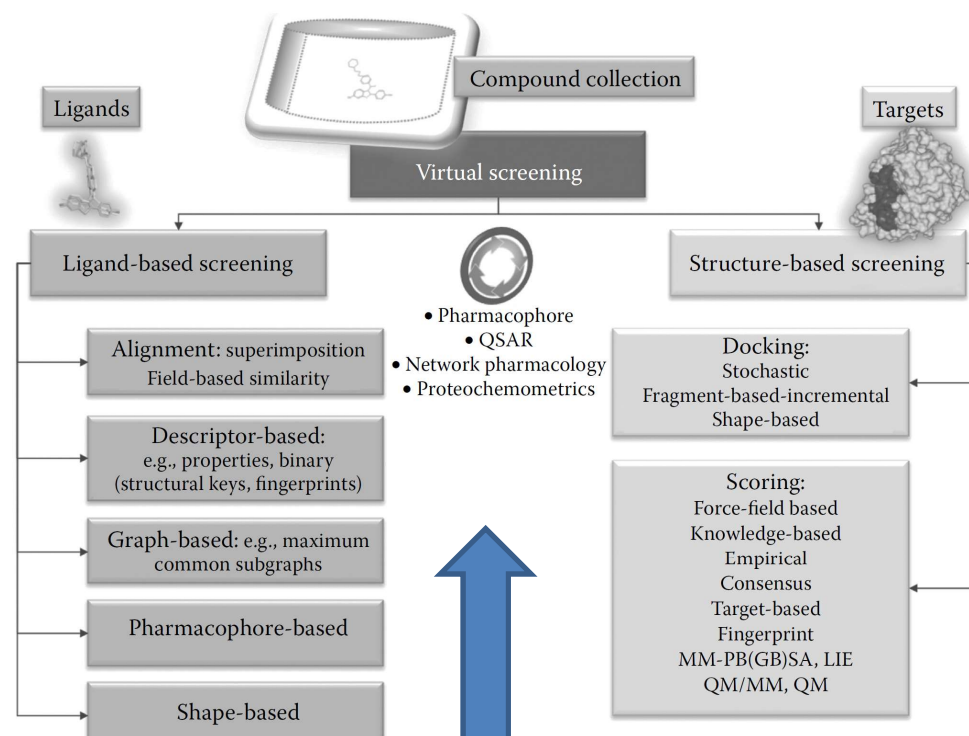 Compound collection
Ligands
Targets
Virtual screening
Ligand-based screening
Structure-based screening
• Pharmacophore
• QSAR
• Network pharmacology
• Proteochemometrics
Alignment: superimposition
Field-based similarity
Descriptor-based:
e.g., properties, binary
(structural keys, fingerprints)
Graph-based: e.g., maximum
common subgraphs
Pharmacophore-based
Shape-based
Docking:
Stochastic
Fragment-based-incremental
Shape-based
Scoring:
Force-field based
Knowledge-based
Empirical
Consensus
Target-based
Fingerprint
MM-PB(GB)SA, LIE
QM/MM, QM